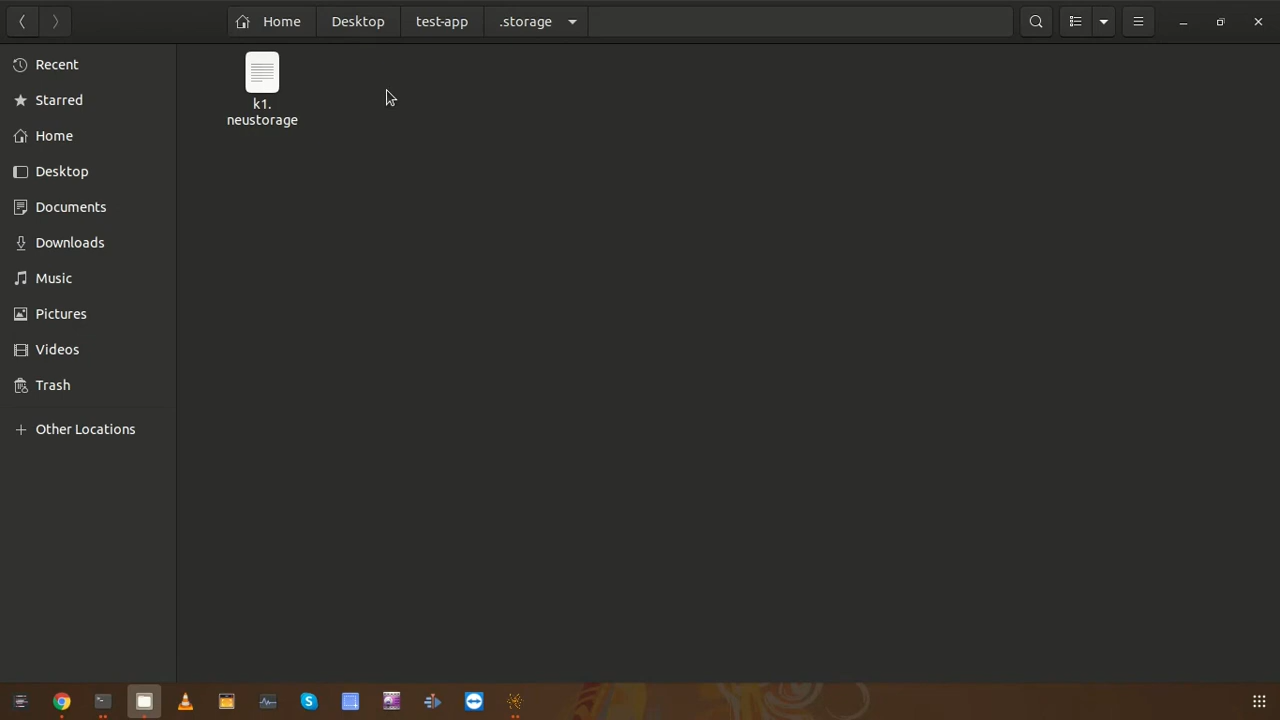 Home
Desktop
test-app
.storage
Recent
Starred
Home
Desktop
Documents
Downloads
Music
Pictures
Videos
Trash
Other Locations
k1.
neustorage